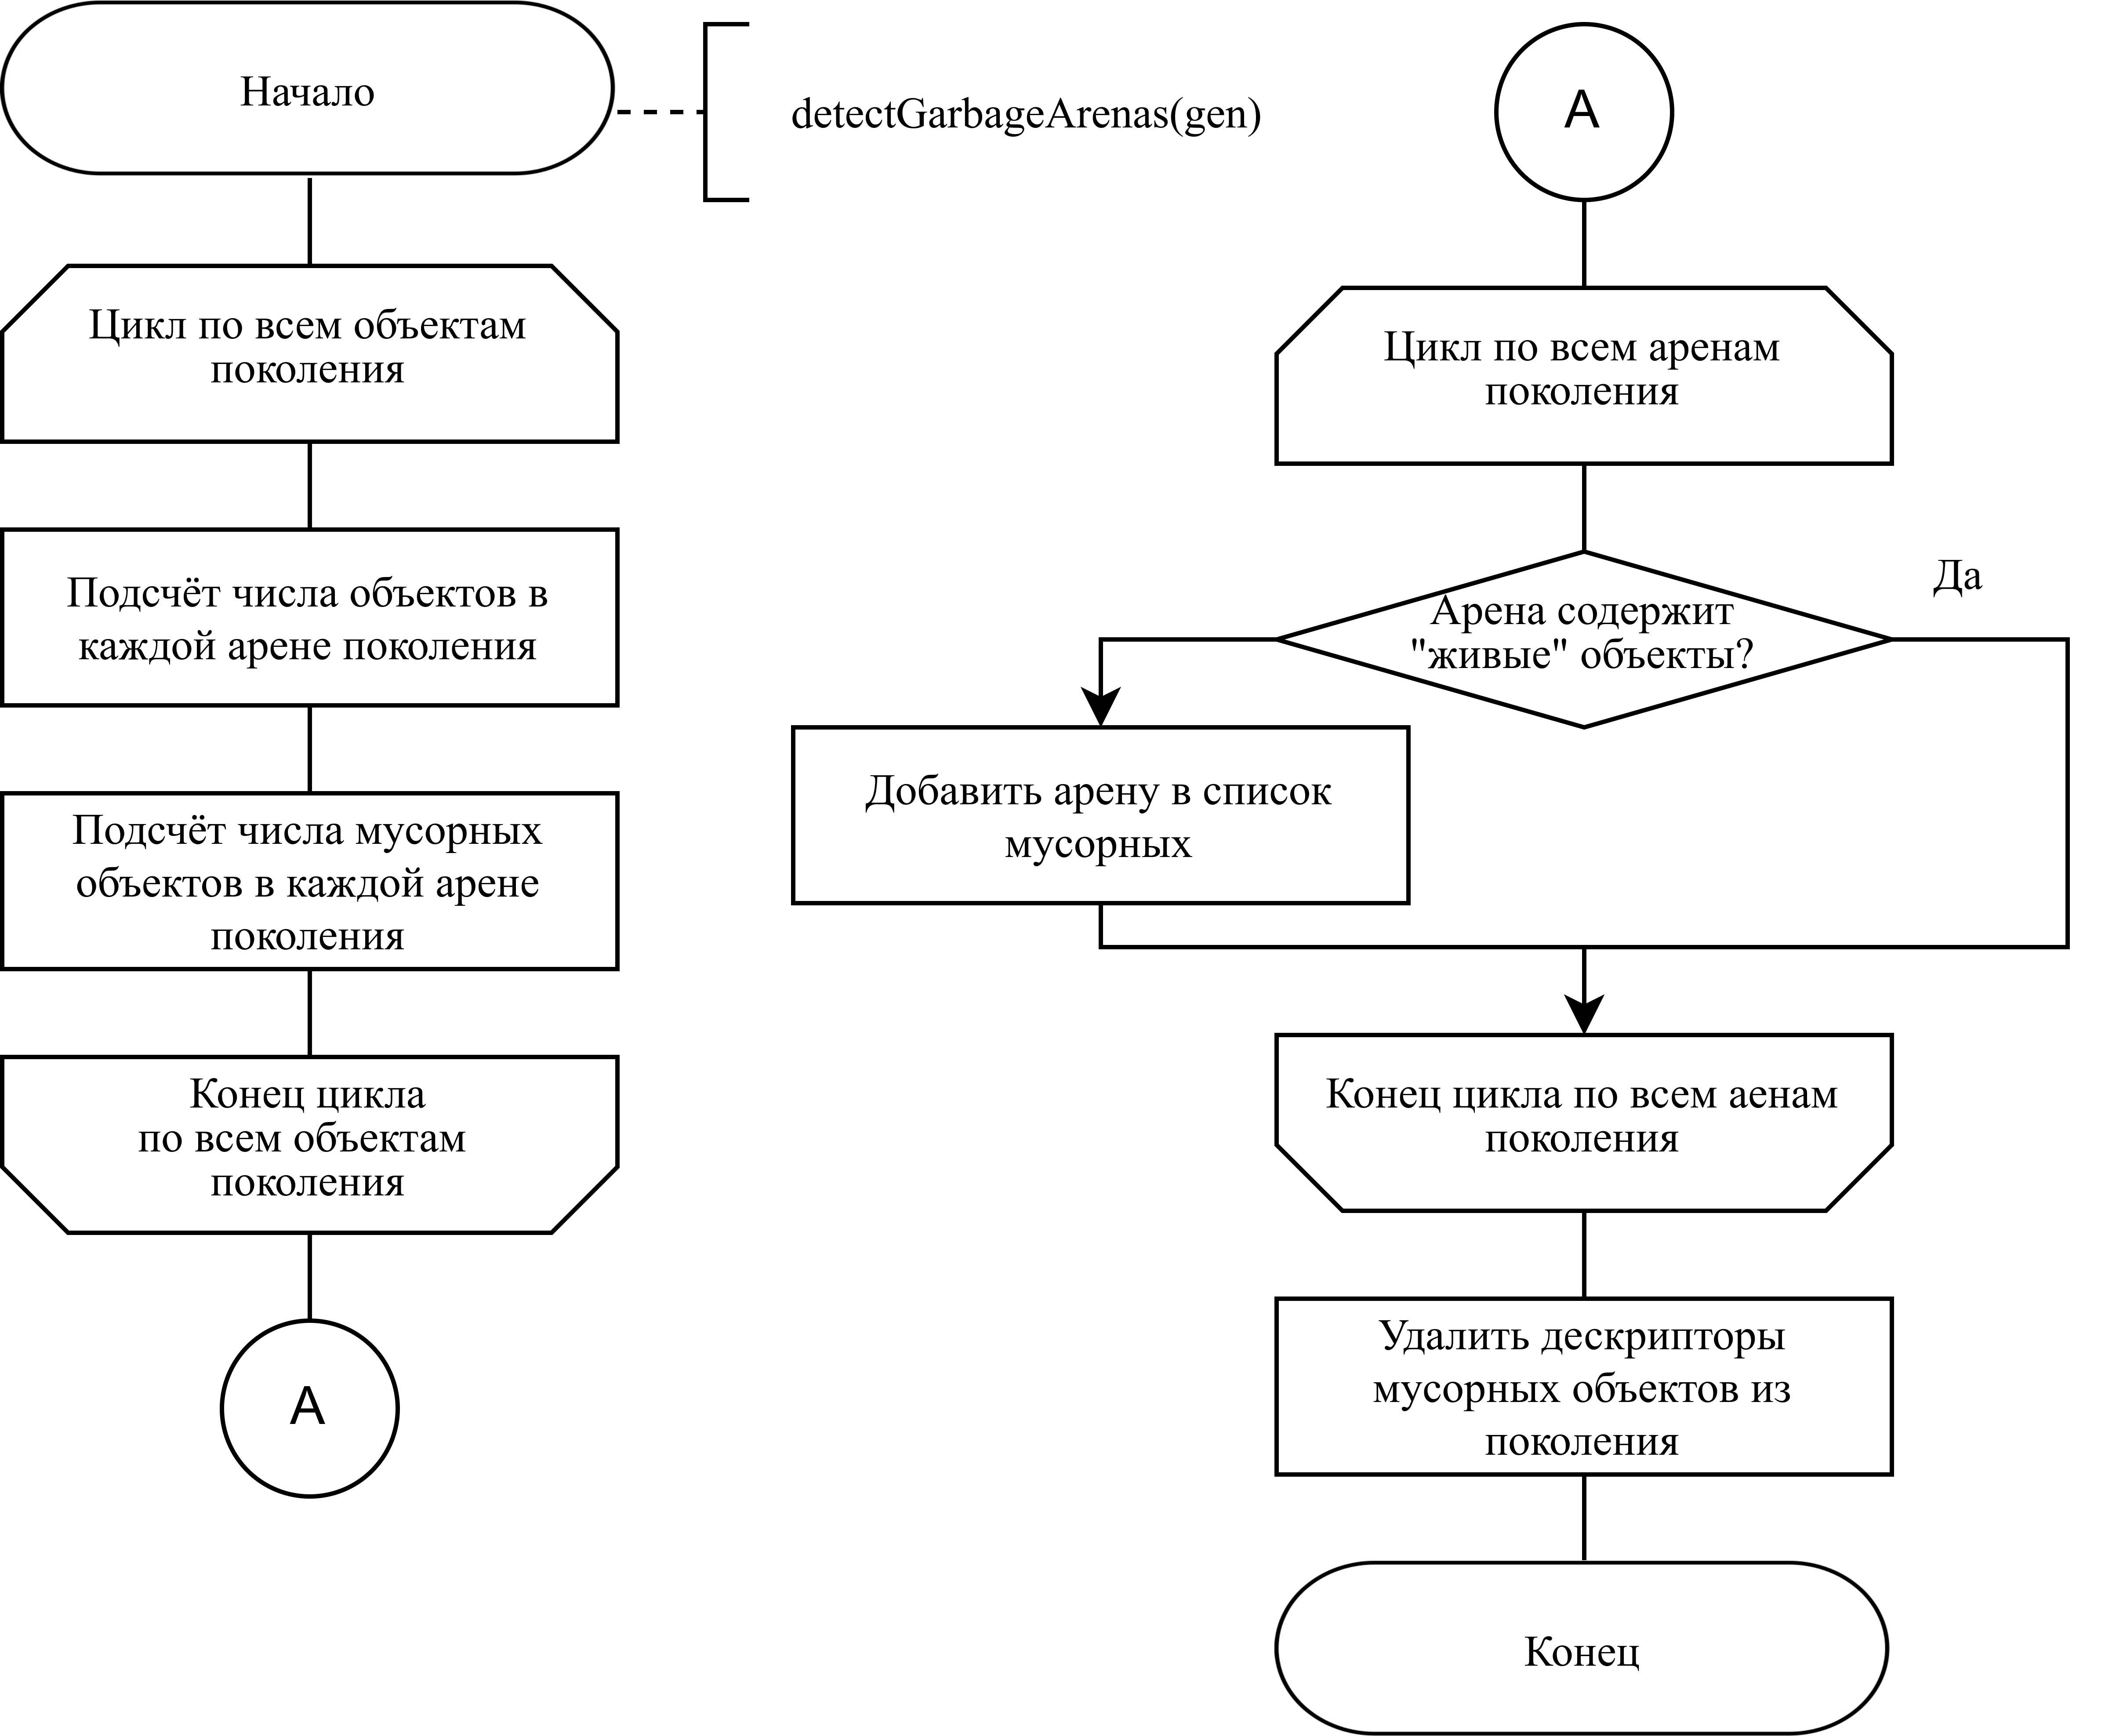 Начало
detectGarbageArenas(gen)
Цикл по всем объектам
поколения
Подсчёт числа объектов в
каждой арене поколения
Подсчёт числа мусорных
объектов в каждой арене
поколения
Конец цикла
по всем объектам
поколения
A
A
Цикл по всем аренам
поколения
Арена содержит
"живые" объекты?
Да
Добавить арену в список
мусорных
Конец цикла по всем аенам
поколения
Удалить дескрипторы
мусорных объектов из
поколения
Конец